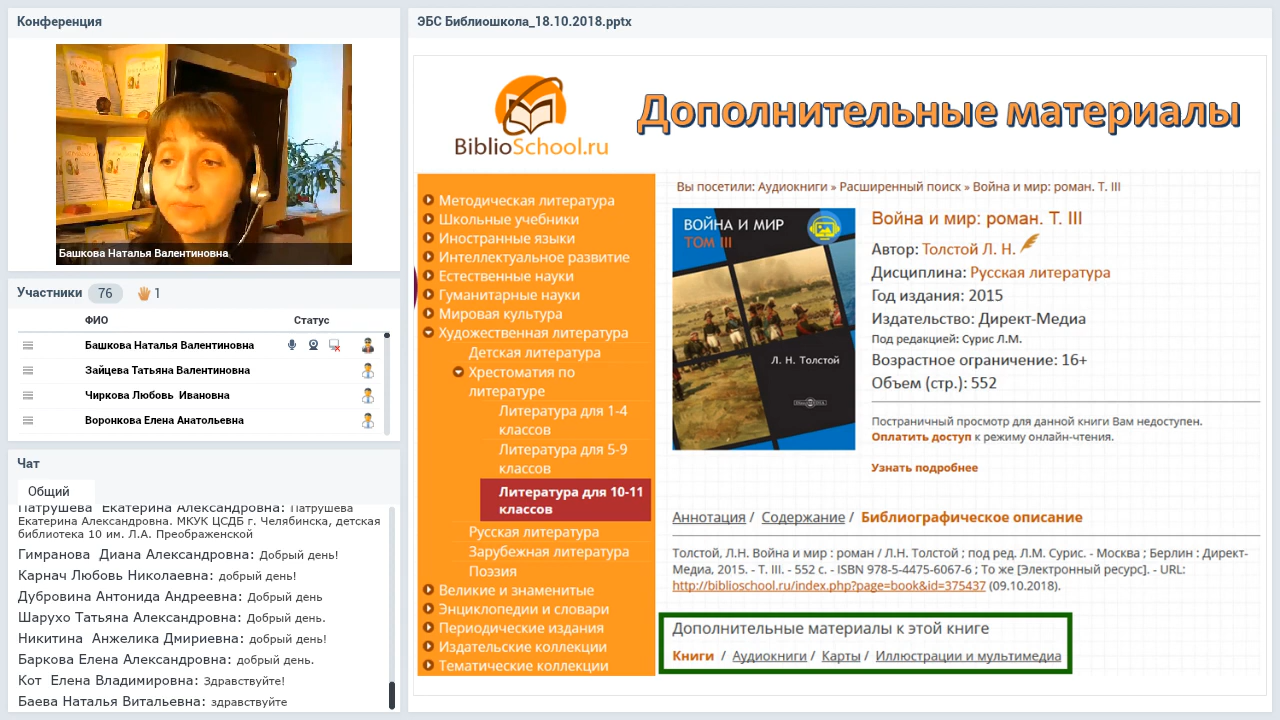 Конференция
Башкова Наталья Валентиновна
Участники 76 1
ФИО Статус
Башкова Наталья Валентиновна
Зайцева Татьяна Валентиновна
Чиркова Любовь Ивановна
Воронкова Елена Анатольевна
Чат
Общий
Патрушева Екатерина Александровна: Патрушева
Екатерина Александровна. МКУК ЦСДБ г. Челябинска, детская
библиотека 10 им. Л.А. Преображенской
Гимранова Диана Александровна: Добрый день!
Карнач Любовь Николаевна: добрый день!
Дубровина Антонида Андреевна: Добрый день
Шарухо Татьяна Александровна: Добрый день.
Никитина Анжелика Дмириевна: добрый день!
Баркова Елена Александровна: добрый день.
Кот Елена Владимировна: Здравствуйте!
Баева Наталья Витальевна: здравствуйте
ЭБС Библиошкола_18.10.2018.pptx
BiblioSchool.ru
Дополнительные материалы
Методическая литература
Школьные учебники
Иностранные языки
Интеллектуальное развитие
Естественные науки
Гуманитарные науки
Мировая культура
Художественная литература
Детская литература
Хрестоматия по
литературе
Литература для 1-4
классов
Литература для 5-9
классов
Литература для 10-11
классов
Русская литература
Зарубежная литература
Поэзия
Великие и знаменитые
Энциклопедии и словари
Периодические издания
Издательские коллекции
Тематические коллекции
Вы посетили: Аудиокниги » Расширенный поиск » Война и мир: роман. Т. III
ВОЙНА И МИР
ТОМ III
Л. Н. Толстой
Война и мир: роман. Т. III
Автор: Толстой Л. Н.
Дисциплина: Русская литература
Год издания: 2015
Издательство: Директ-Медиа
Под редакцией: Сурис Л.М.
Возрастное ограничение: 16+
Объем (стр.): 552
Постраничный просмотр для данной книги Вам недоступен.
Оплатить доступ к режиму онлайн-чтения.
Узнать подробнее
Аннотация / Содержание / Библиографическое описание
Толстой, Л.Н. Война и мир : роман / Л.Н. Толстой ; под ред. Л.М. Сурис. - Москва ; Берлин : Директ-
Медиа, 2015. - Т. III. - 552 с. - ISBN 978-5-4475-6067-6 ; То же [Электронный ресурс]. - URL:
http://biblioschool.ru/index.php?page=book&id=375437 (09.10.2018).
Дополнительные материалы к этой книге
Книги / Аудиокниги / Карты / Иллюстрации и мультимедиа